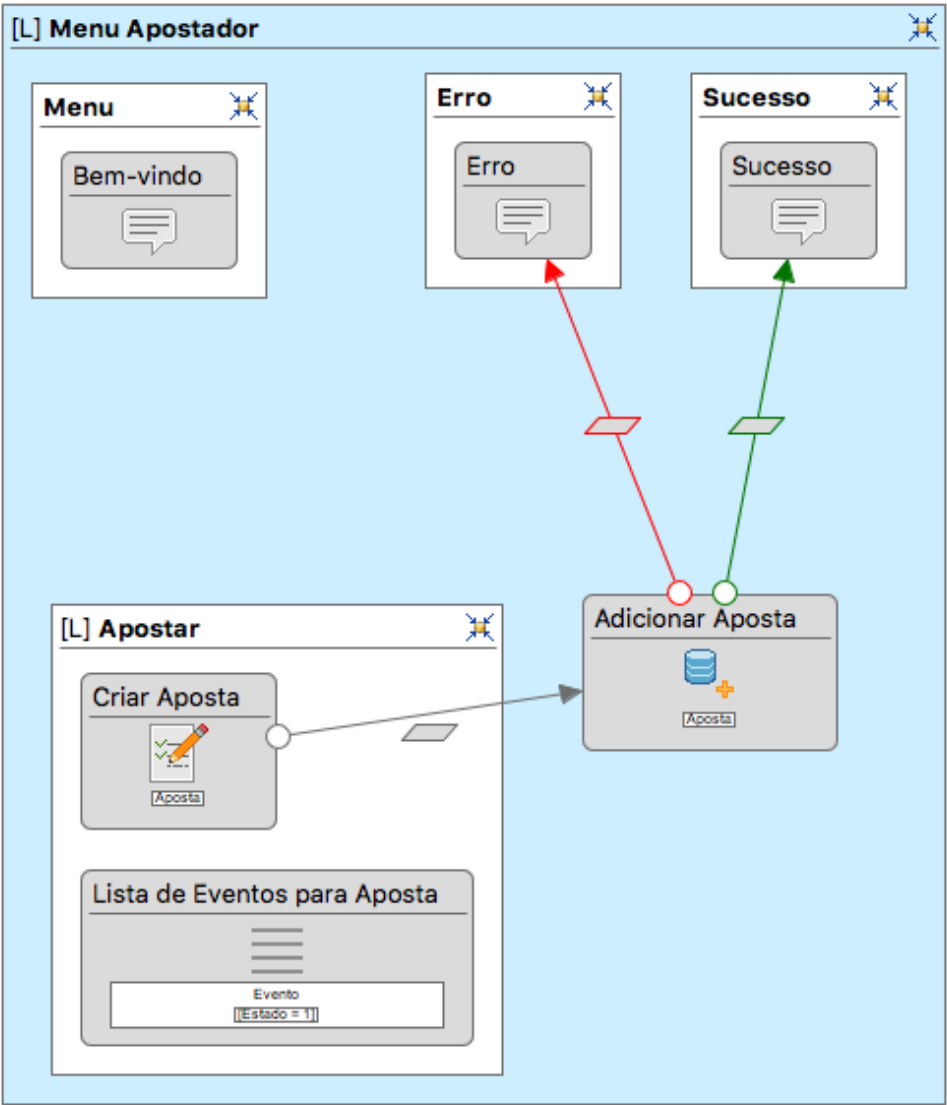 [L] Menu Apostador
Menu
Bem-vindo
Erro
Erro
Sucesso
Sucesso
[L] Apostar
Criar Aposta
Aposta
Lista de Eventos para Aposta
Evento
[[Estado = 1]]
Adicionar Aposta
Aposta